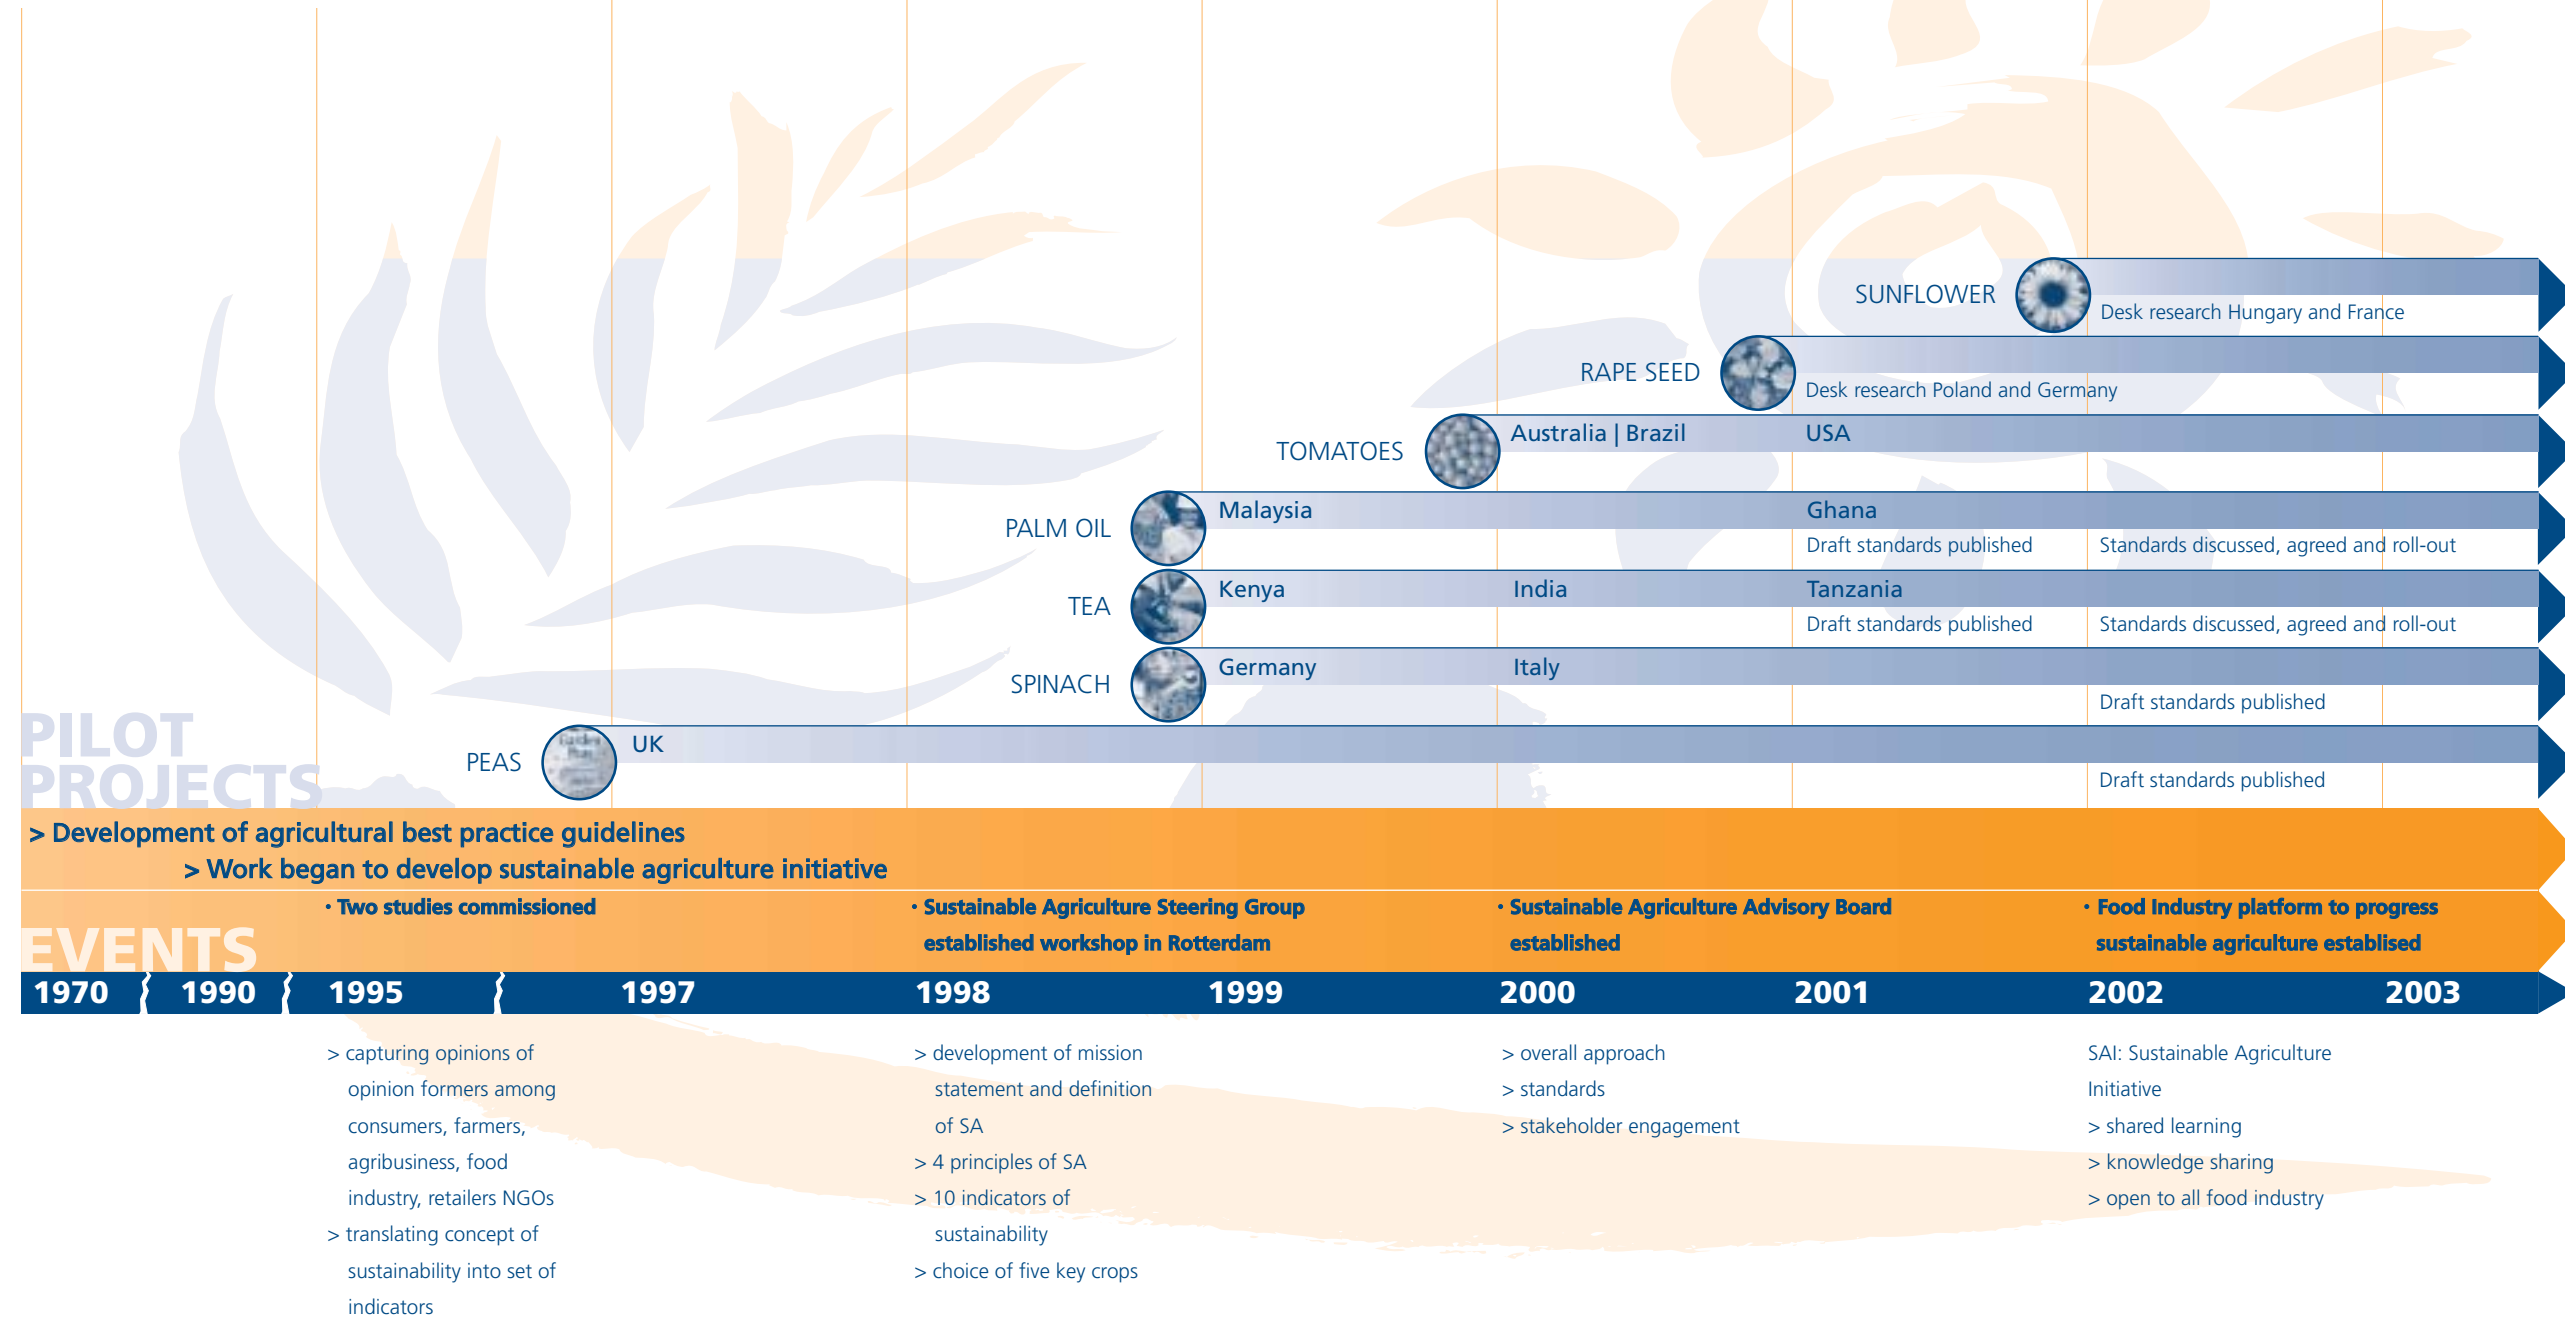 SUNFLOWER
Desk research Hungary and France
RAPE SEED
Desk research Poland and Germany
TOMATOES
Australia | Brazil
USA
PALM OIL
Malaysia
Ghana
Draft standards published
Standards discussed, agreed and roll-out
TEA
Kenya
India
Tanzania
Draft standards published
Standards discussed, agreed and roll-out
SPINACH
Germany
Italy
Draft standards published
PILOT
PROJECTS
PEAS
UK
Draft standards published
> Development of agricultural best practice guidelines
> Work began to develop sustainable agriculture initiative
EVENTS
· Two studies commissioned
· Sustainable Agriculture Steering Group
established workshop in Rotterdam
· Sustainable Agriculture Advisory Board
established
· Food Industry platform to progress
sustainable agriculture establised
1970
1990
1995
1997
1998
1999
2000
2001
2002
2003
> capturing opinions of
opinion formers among
consumers, farmers,
agribusiness, food
industry, retailers NGOs
> translating concept of
sustainability into set of
indicators
> development of mission
statement and definition
of SA
> 4 principles of SA
> 10 indicators of
sustainability
> choice of five key crops
> overall approach
> standards
> stakeholder engagement
SAI: Sustainable Agriculture
Initiative
> shared learning
> knowledge sharing
> open to all food industry